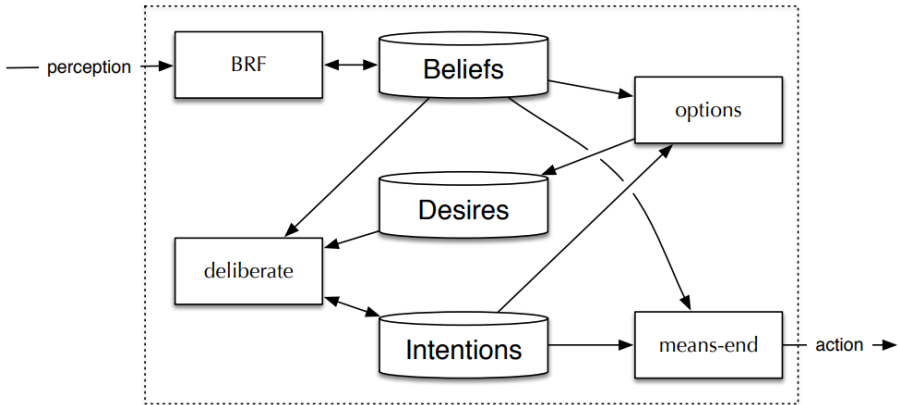 perception
BRF
Beliefs
options
Desires
deliberate
Intentions
means-end
action